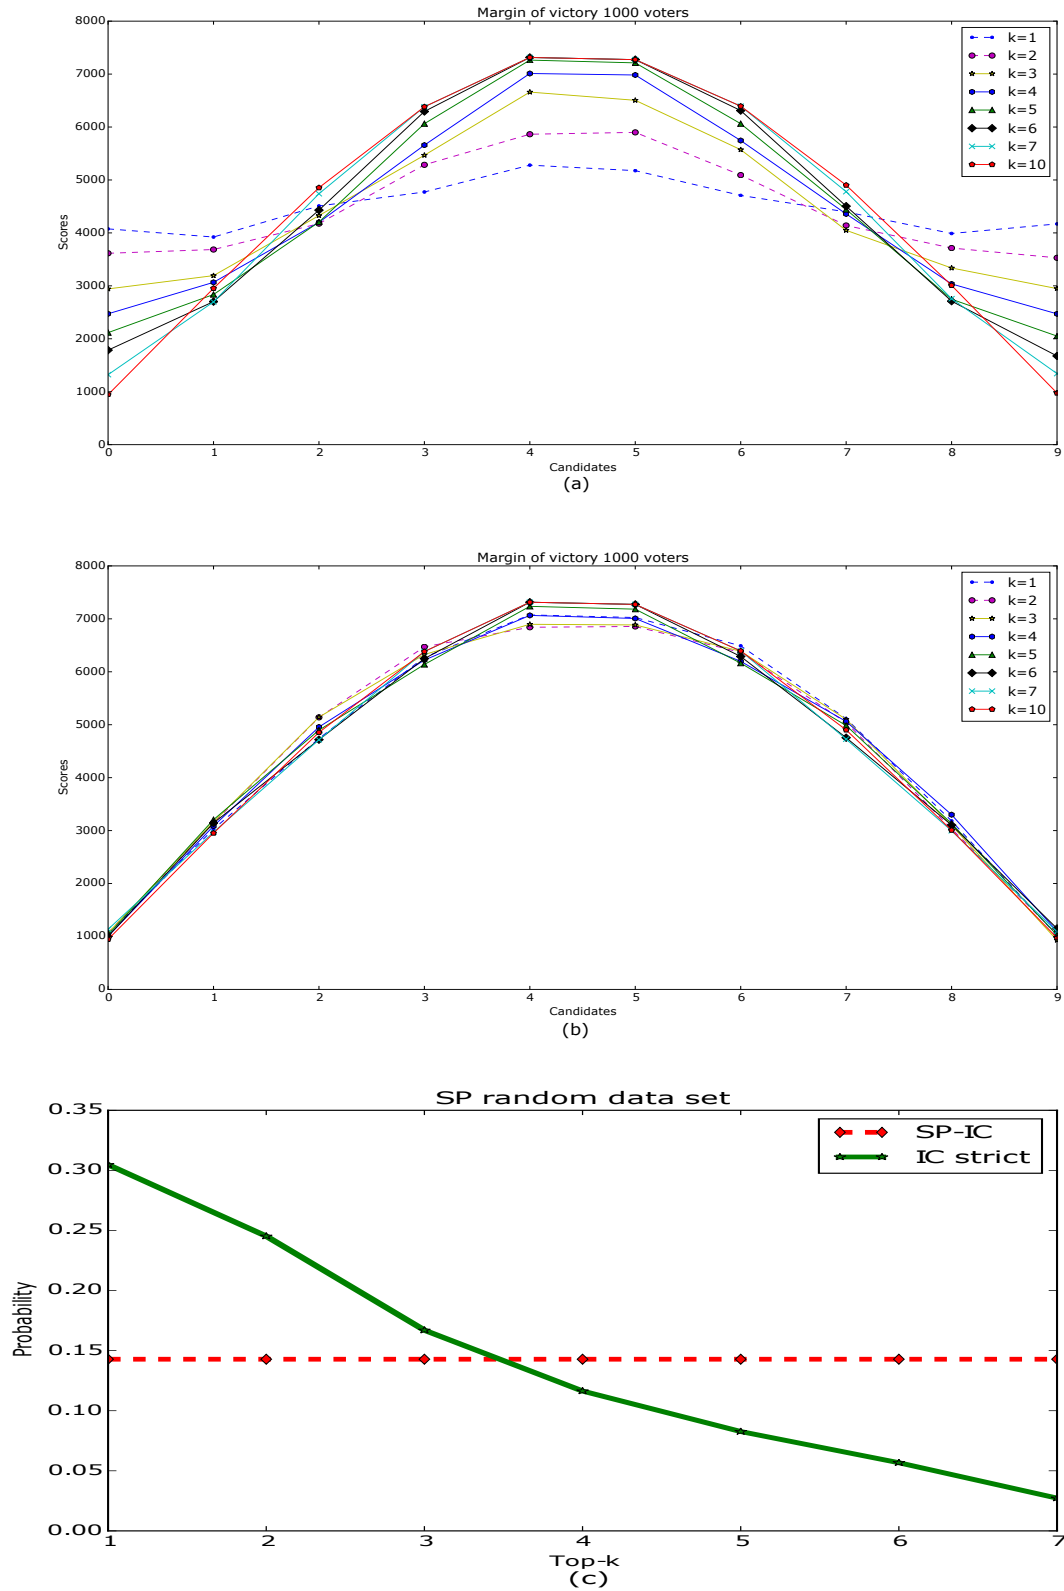 Margin of victory 1000 voters
8000
7000
6000
5000
4000
3000
2000
1000
0
Scores
k=1
k=2
k=3
k=4
k=5
k=6
k=7
k=10
0 1 2 3 4 5 6 7 8 9
Candidates
(a)
Margin of victory 1000 voters
8000
7000
6000
5000
4000
3000
2000
1000
0
Scores
k=1
k=2
k=3
k=4
k=5
k=6
k=7
k=10
0 1 2 3 4 5 6 7 8 9
Candidates
(b)
SP random data set
0.35
0.30
0.25
0.20
0.15
0.10
0.05
0.00
Probability
SP-IC
IC strict
1 2 3 4 5 6 7
Top-k
(c)